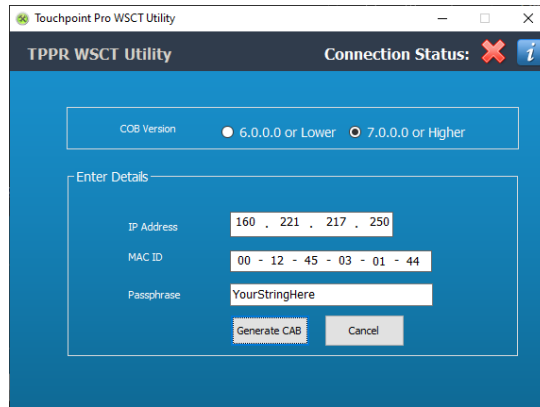 Touchpoint Pro WSCT Utility
TPPR WSCT Utility Connection Status:
COB Version 6.0.0.0 or Lower 7.0.0.0 or Higher
Enter Details
IP Address 160 . 221 . 217 . 250
MAC ID 00 - 12 - 45 - 03 - 01 - 44
Passphrase YourStringHere
Generate CAB Cancel